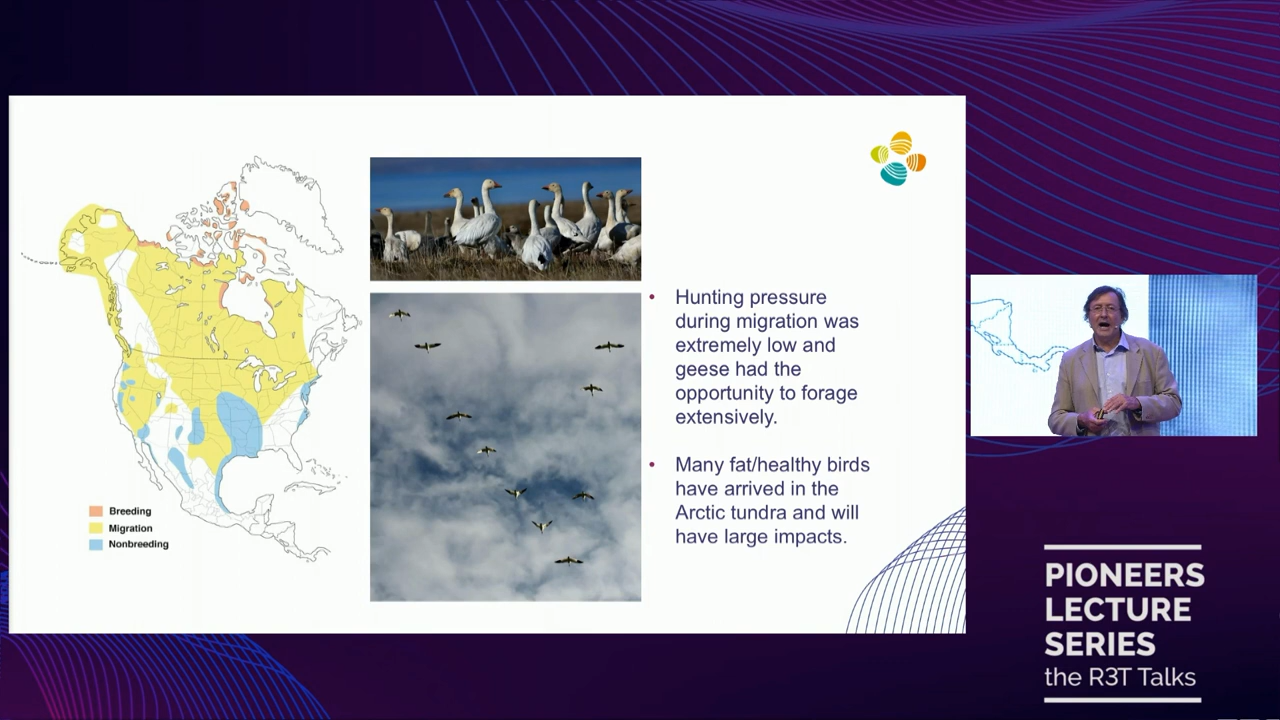 Breeding
Migration
Nonbreeding
• Hunting pressure
during migration was
extremely low and
geese had the
opportunity to forage
extensively.
• Many fat/healthy birds
have arrived in the
Arctic tundra and will
have large impacts.
PIONEERS
LECTURE
SERIES
the R3T Talks